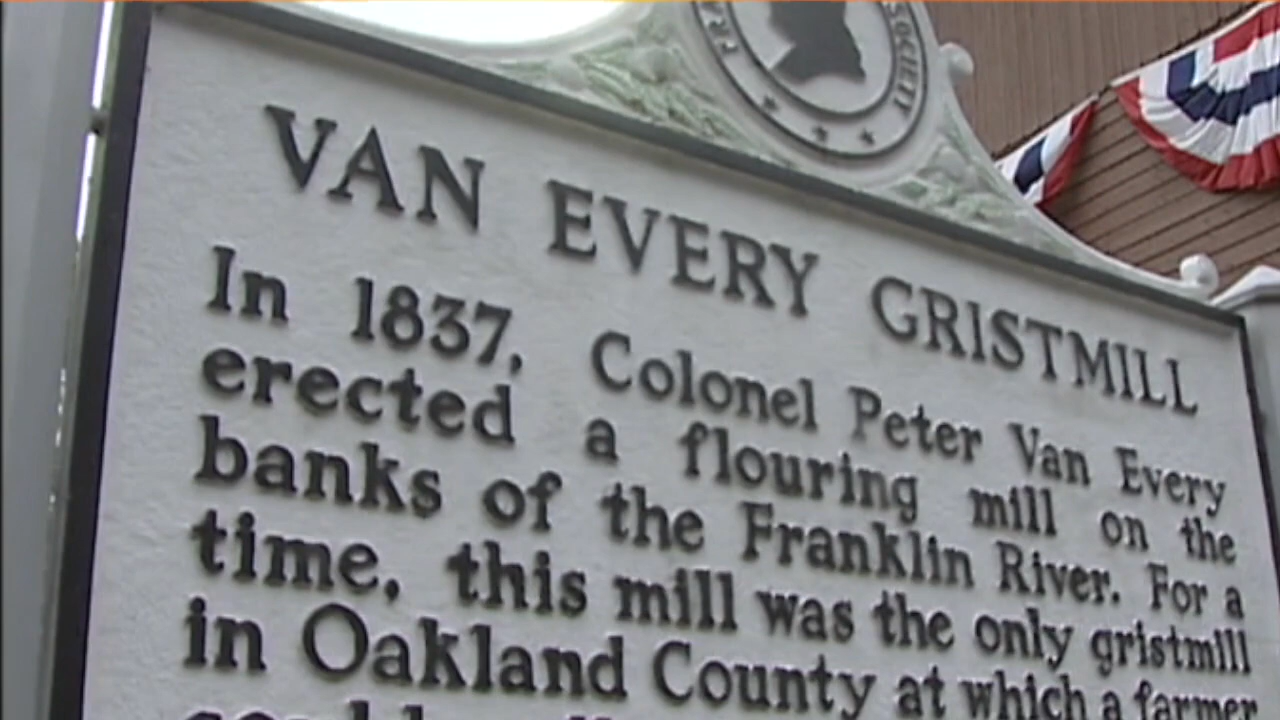 SOCIETY
VAN EVERY GRISTMILL
In 1837, Colonel Peter Van Every
erected a flouring mill on the
banks of the Franklin River. For a
time, this mill was the only gristmill
in Oakland County at which a farmer